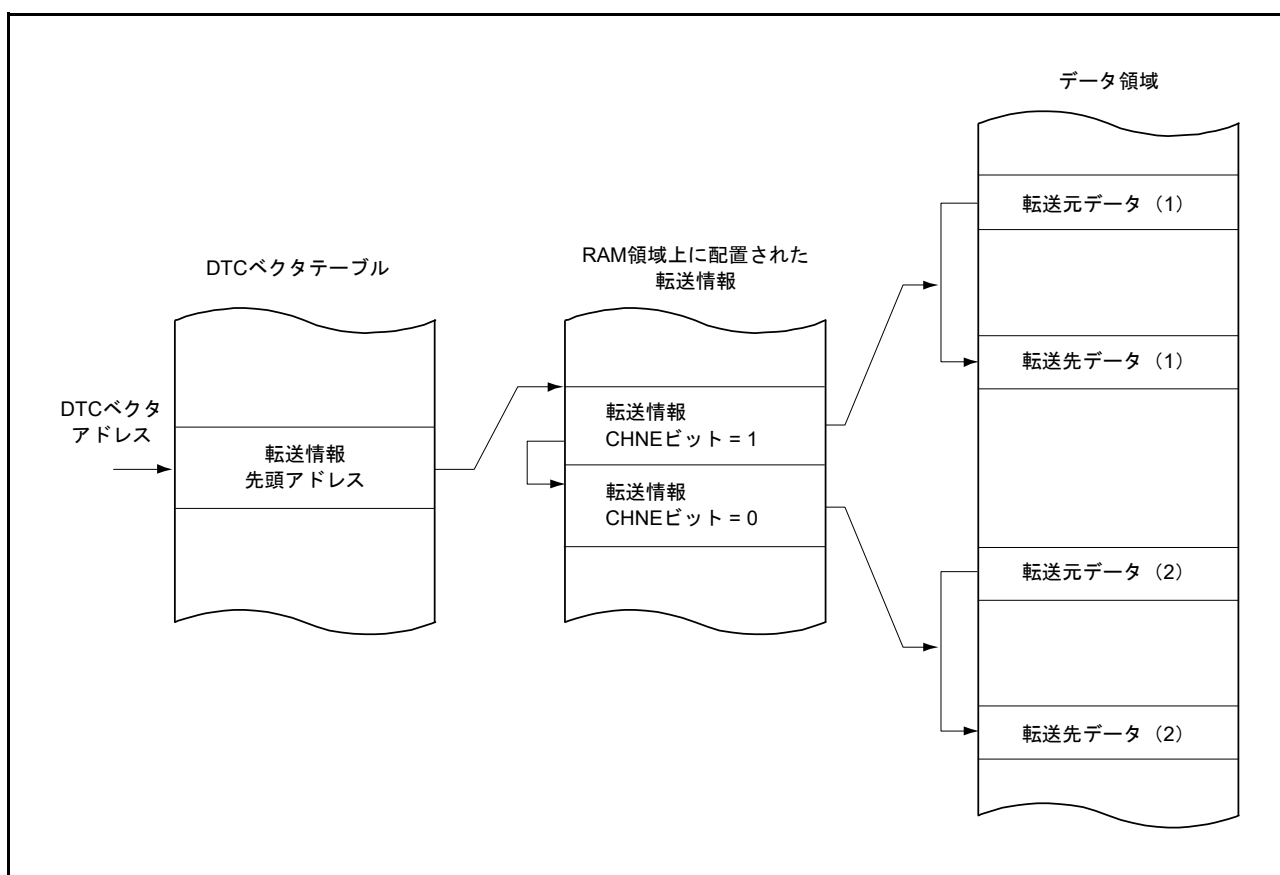 データ領域
転送元データ（1）
転送先データ（1）
転送元データ（2）
転送先データ（2）
RAM領域上に配置された
転送情報
転送情報
CHNEビット = 1
転送情報
CHNEビット = 0
DTCベクタテーブル
DTCベクタ
アドレス
転送情報
先頭アドレス